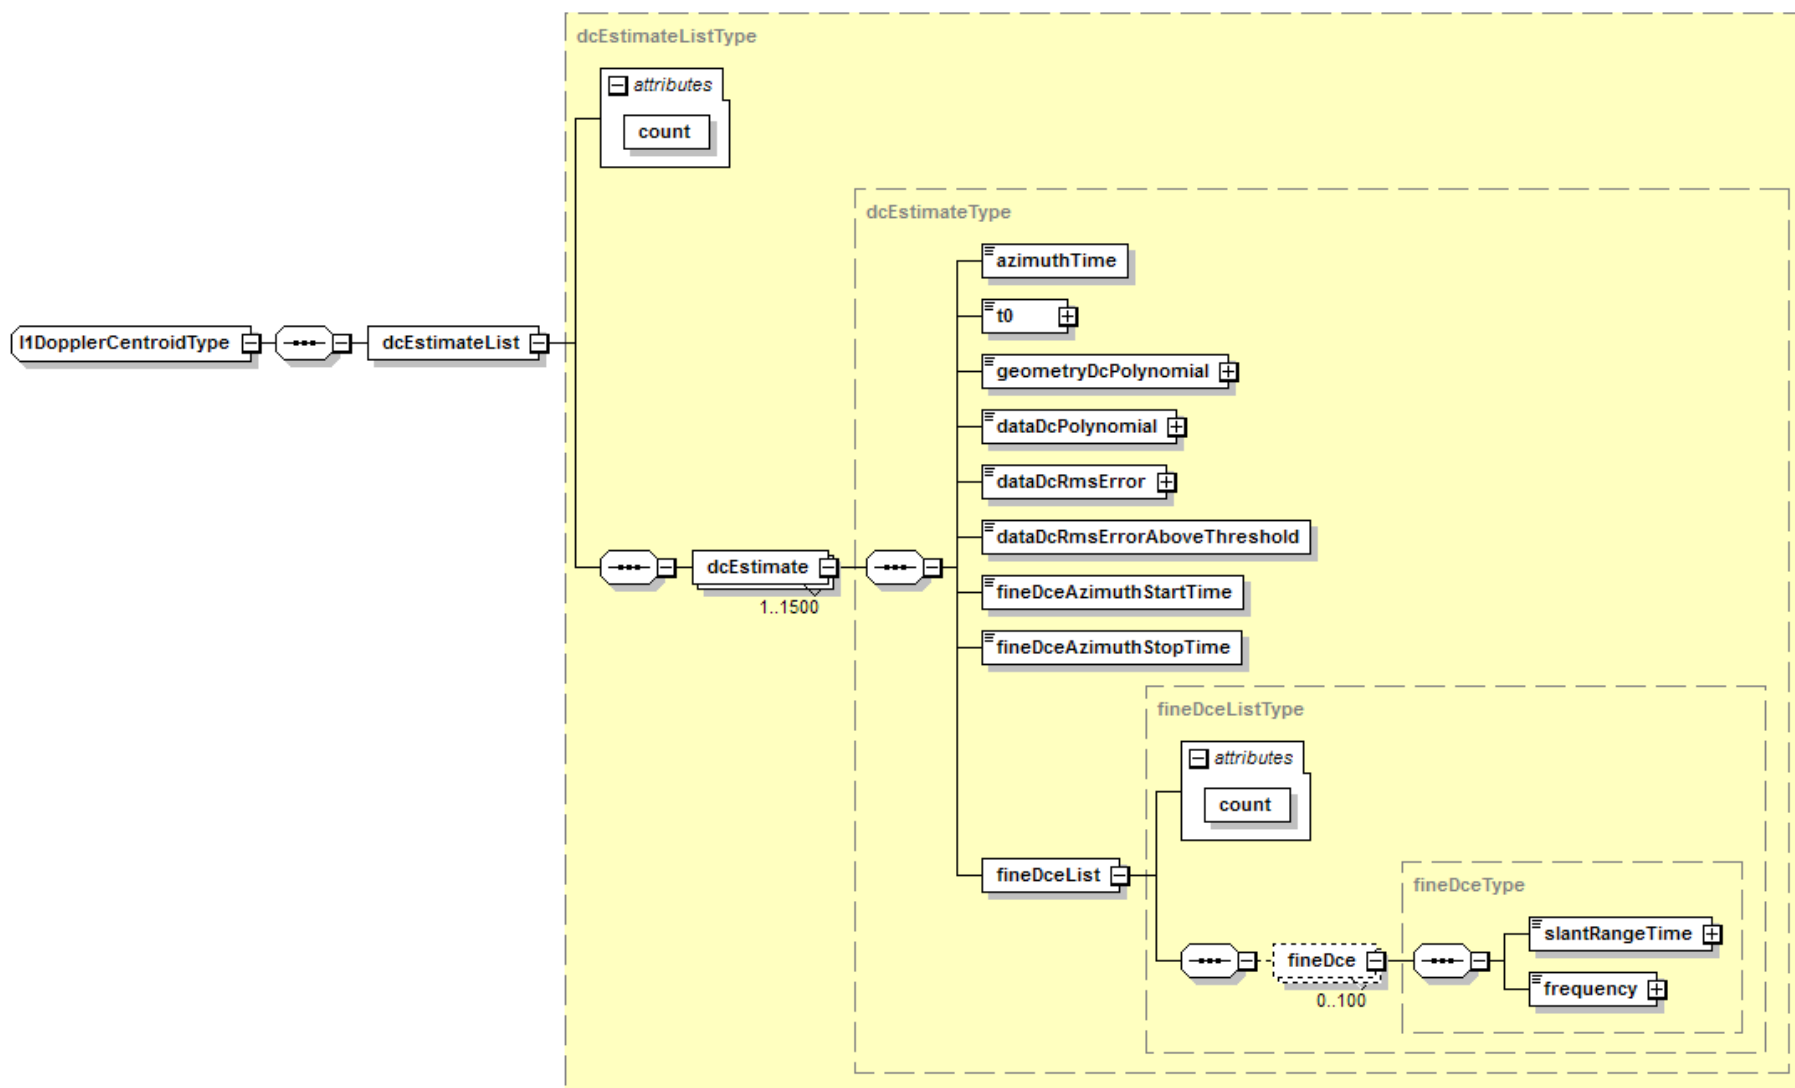 dcEstimateListType
attributes
count
dcEstimateType
azimuthTime
t0
geometryDcPolynomial
dataDcPolynomial
dataDcRmsError
dataDcRmsErrorAboveThreshold
fineDceAzimuthStartTime
fineDceAzimuthStopTime
l1DopplerCentroidType
dcEstimateList
dcEstimate
1..1500
fineDceListType
attributes
count
fineDceList
fineDceType
slantRangeTime
fineDce
0..100
frequency